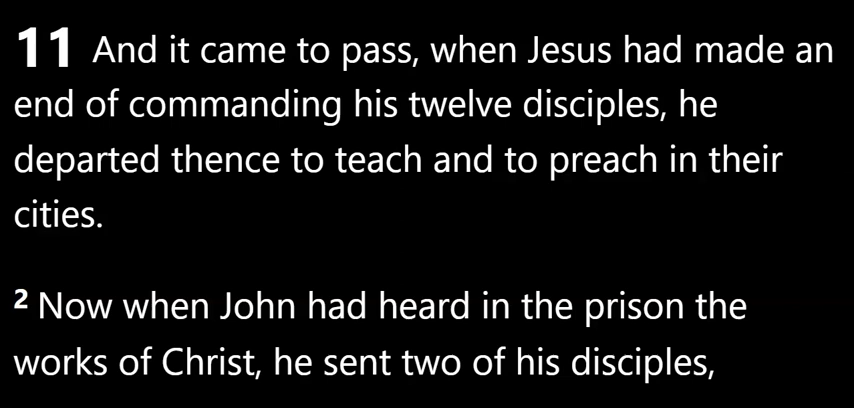 11 And it came to pass, when Jesus had made an
end of commanding his twelve disciples, he
departed thence to teach and to preach in their
cities.
2 Now when John had heard in the prison the
works of Christ, he sent two of his disciples,